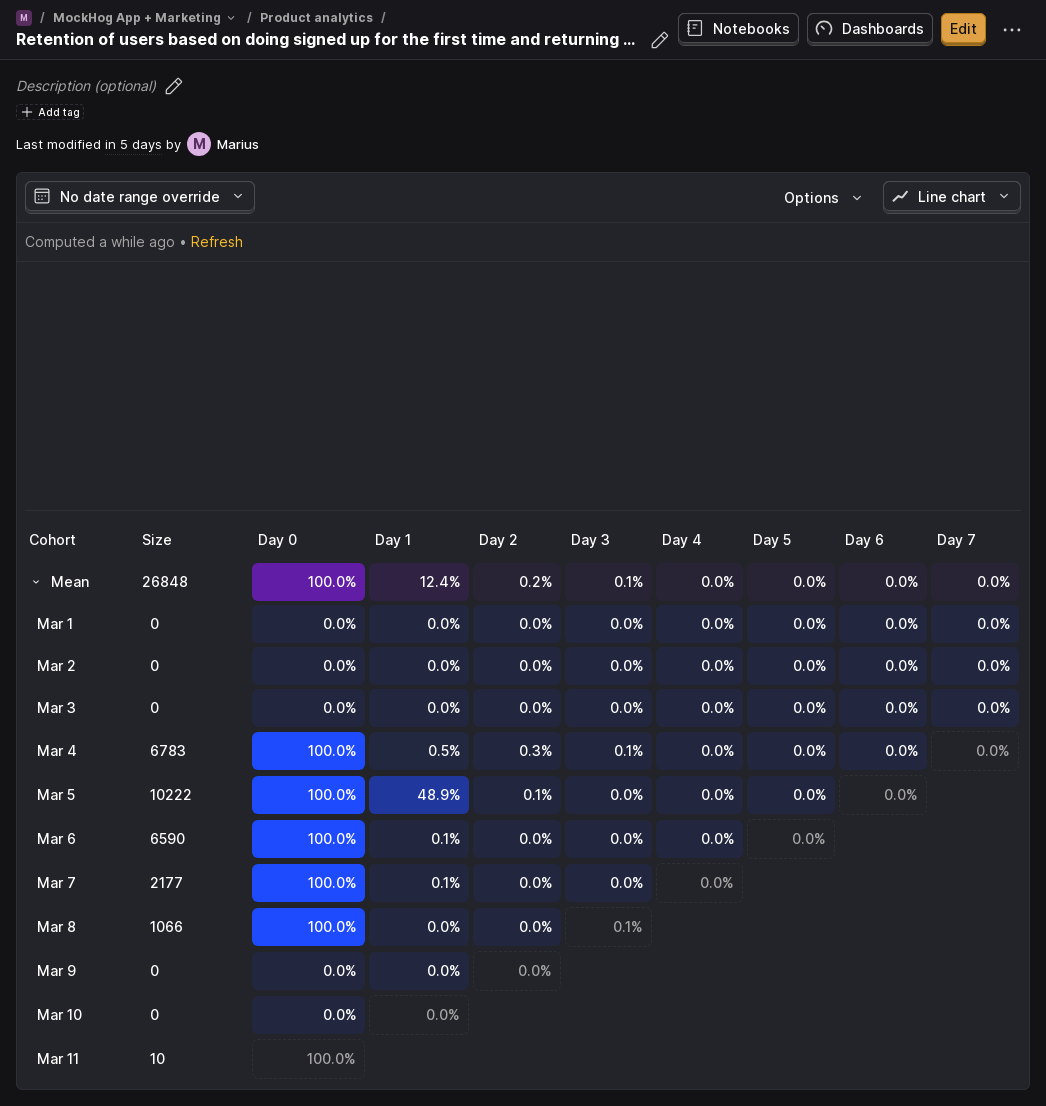 M / MockHog App + Marketing / Product analytics /
Retention of users based on doing signed up for the first time and returning ...
Notebooks
Dashboards
Edit
Description (optional)
Add tag
Last modified in 5 days by M Marius
No date range override
Options
Line chart
Computed a while ago • Refresh
Cohort Size Day 0 Day 1 Day 2 Day 3 Day 4 Day 5 Day 6 Day 7
Mean 26848 100.0% 12.4% 0.2% 0.1% 0.0% 0.0% 0.0% 0.0%
Mar 1 0 0.0% 0.0% 0.0% 0.0% 0.0% 0.0% 0.0% 0.0%
Mar 2 0 0.0% 0.0% 0.0% 0.0% 0.0% 0.0% 0.0% 0.0%
Mar 3 0 0.0% 0.0% 0.0% 0.0% 0.0% 0.0% 0.0% 0.0%
Mar 4 6783 100.0% 0.5% 0.3% 0.1% 0.0% 0.0% 0.0% 0.0%
Mar 5 10222 100.0% 48.9% 0.1% 0.0% 0.0% 0.0% 0.0%
Mar 6 6590 100.0% 0.1% 0.0% 0.0% 0.0% 0.0%
Mar 7 2177 100.0% 0.1% 0.0% 0.0% 0.0%
Mar 8 1066 100.0% 0.0% 0.0% 0.1%
Mar 9 0 0.0% 0.0% 0.0%
Mar 10 0 0.0% 0.0%
Mar 11 10 100.0%